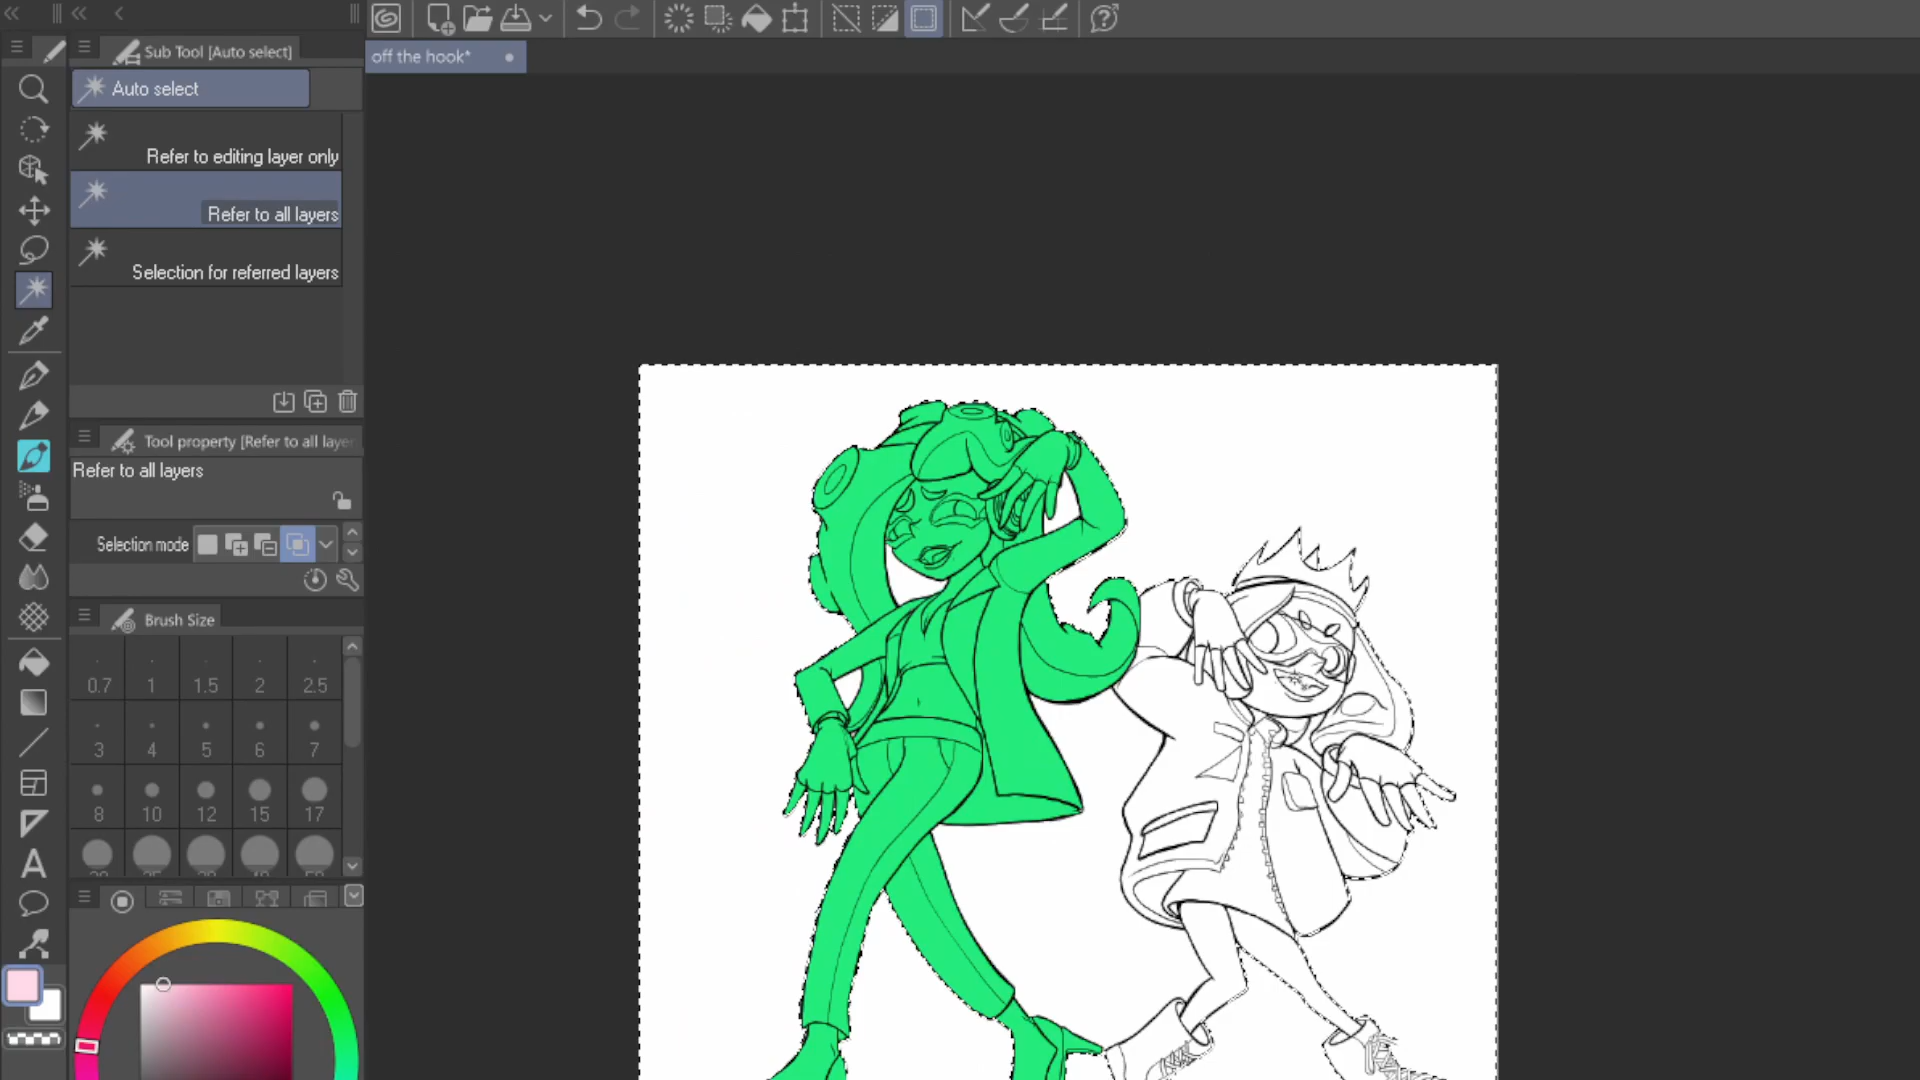 Sub Tool [Auto select]
off the hook*
Auto select
Refer to editing layer only
Refer to all layers
Selection for referred layers
Tool property [Refer to all layer
Refer to all layers
Selection mode
Brush Size
0.7 1 1.5 2 2.5
3 4 5 6 7
8 10 12 15 17
A